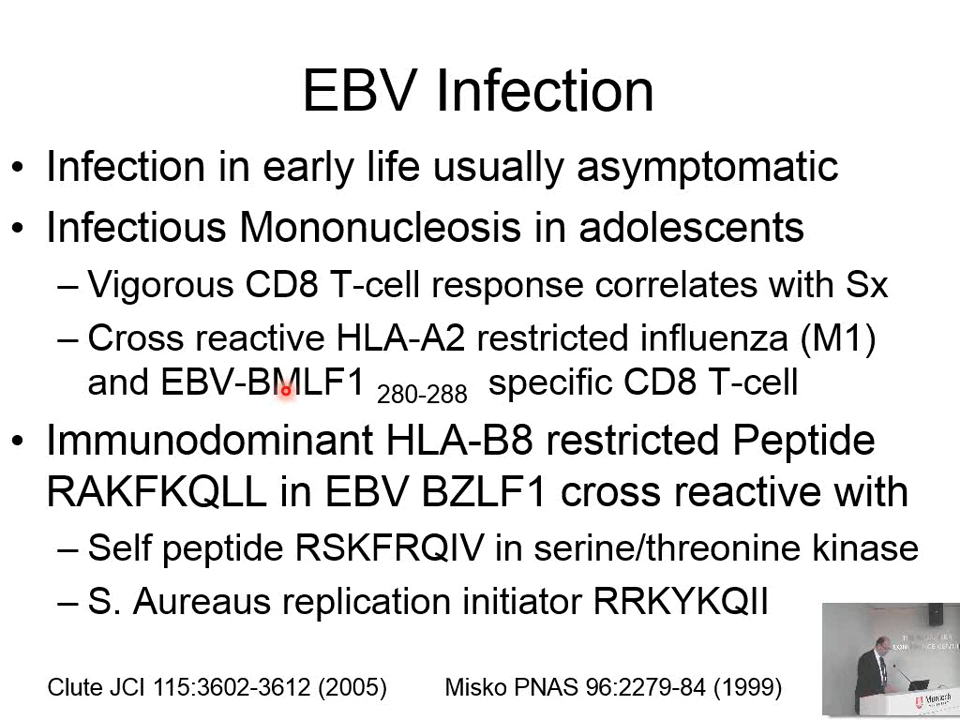 EBV Infection
• Infection in early life usually asymptomatic
• Infectious Mononucleosis in adolescents
– Vigorous CD8 T-cell response correlates with Sx
– Cross reactive HLA-A2 restricted influenza (M1)
and EBV-BMLF1 280-288 specific CD8 T-cell
• Immunodominant HLA-B8 restricted Peptide
RAKFKQLL in EBV BZLF1 cross reactive with
– Self peptide RSKFRQIV in serine/threonine kinase
– S. Aureaus replication initiator RRKYKQII
Clute JCI 115:3602-3612 (2005) Misko PNAS 96:2279-84 (1999)